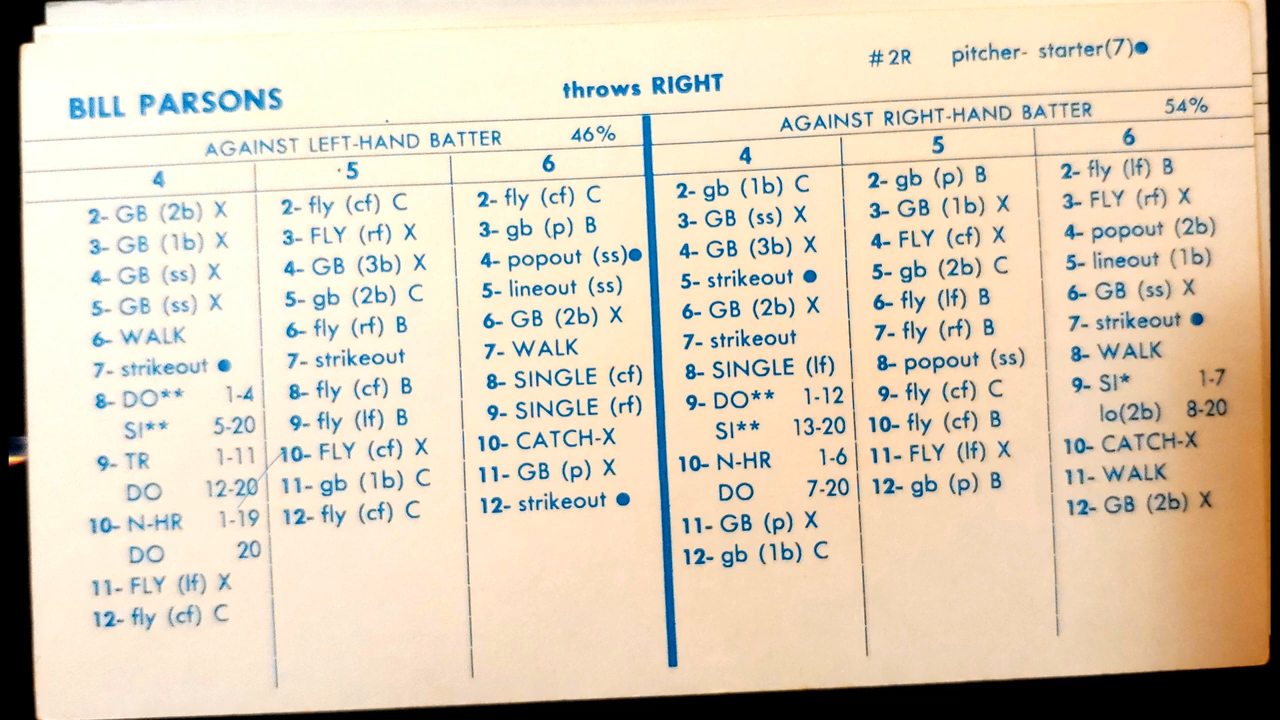 #2R pitcher- starter(7)●
BILL PARSONS throws RIGHT
AGAINST LEFT-HAND BATTER 46%
4
2- GB (2b) X
3- GB (1b) X
4- GB (ss) X
5- GB (ss) X
6- WALK
7- strikeout ●
8- DO** 1-4
SI** 5-20
9- TR 1-11
DO 12-20
10- N-HR 1-19
DO 20
11- FLY (lf) X
12- fly (cf) C
5
2- fly (cf) C
3- FLY (rf) X
4- GB (3b) X
5- gb (2b) C
6- fly (rf) B
7- strikeout
8- fly (cf) B
9- fly (lf) B
10- FLY (cf) X
11- gb (1b) C
12- fly (cf) C
6
2- fly (cf) C
3- gb (p) B
4- popout (ss)●
5- lineout (ss)
6- GB (2b) X
7- WALK
8- SINGLE (cf)
9- SINGLE (rf)
10- CATCH-X
11- GB (p) X
12- strikeout ●
AGAINST RIGHT-HAND BATTER 54%
4
2- gb (1b) C
3- GB (ss) X
4- GB (3b) X
5- strikeout ●
6- GB (2b) X
7- strikeout
8- SINGLE (lf)
9- DO** 1-12
SI** 13-20
10- N-HR 1-6
DO 7-20
11- GB (p) X
12- gb (1b) C
5
2- gb (p) B
3- GB (1b) X
4- FLY (cf) X
5- gb (2b) C
6- fly (lf) B
7- fly (rf) B
8- popout (ss)
9- fly (cf) C
10- fly (cf) B
11- FLY (lf) X
12- gb (p) B
6
2- fly (lf) B
3- FLY (rf) X
4- popout (2b)
5- lineout (1b)
6- GB (ss) X
7- strikeout ●
8- WALK
9- SI* 1-7
lo(2b) 8-20
10- CATCH-X
11- WALK
12- GB (2b) X